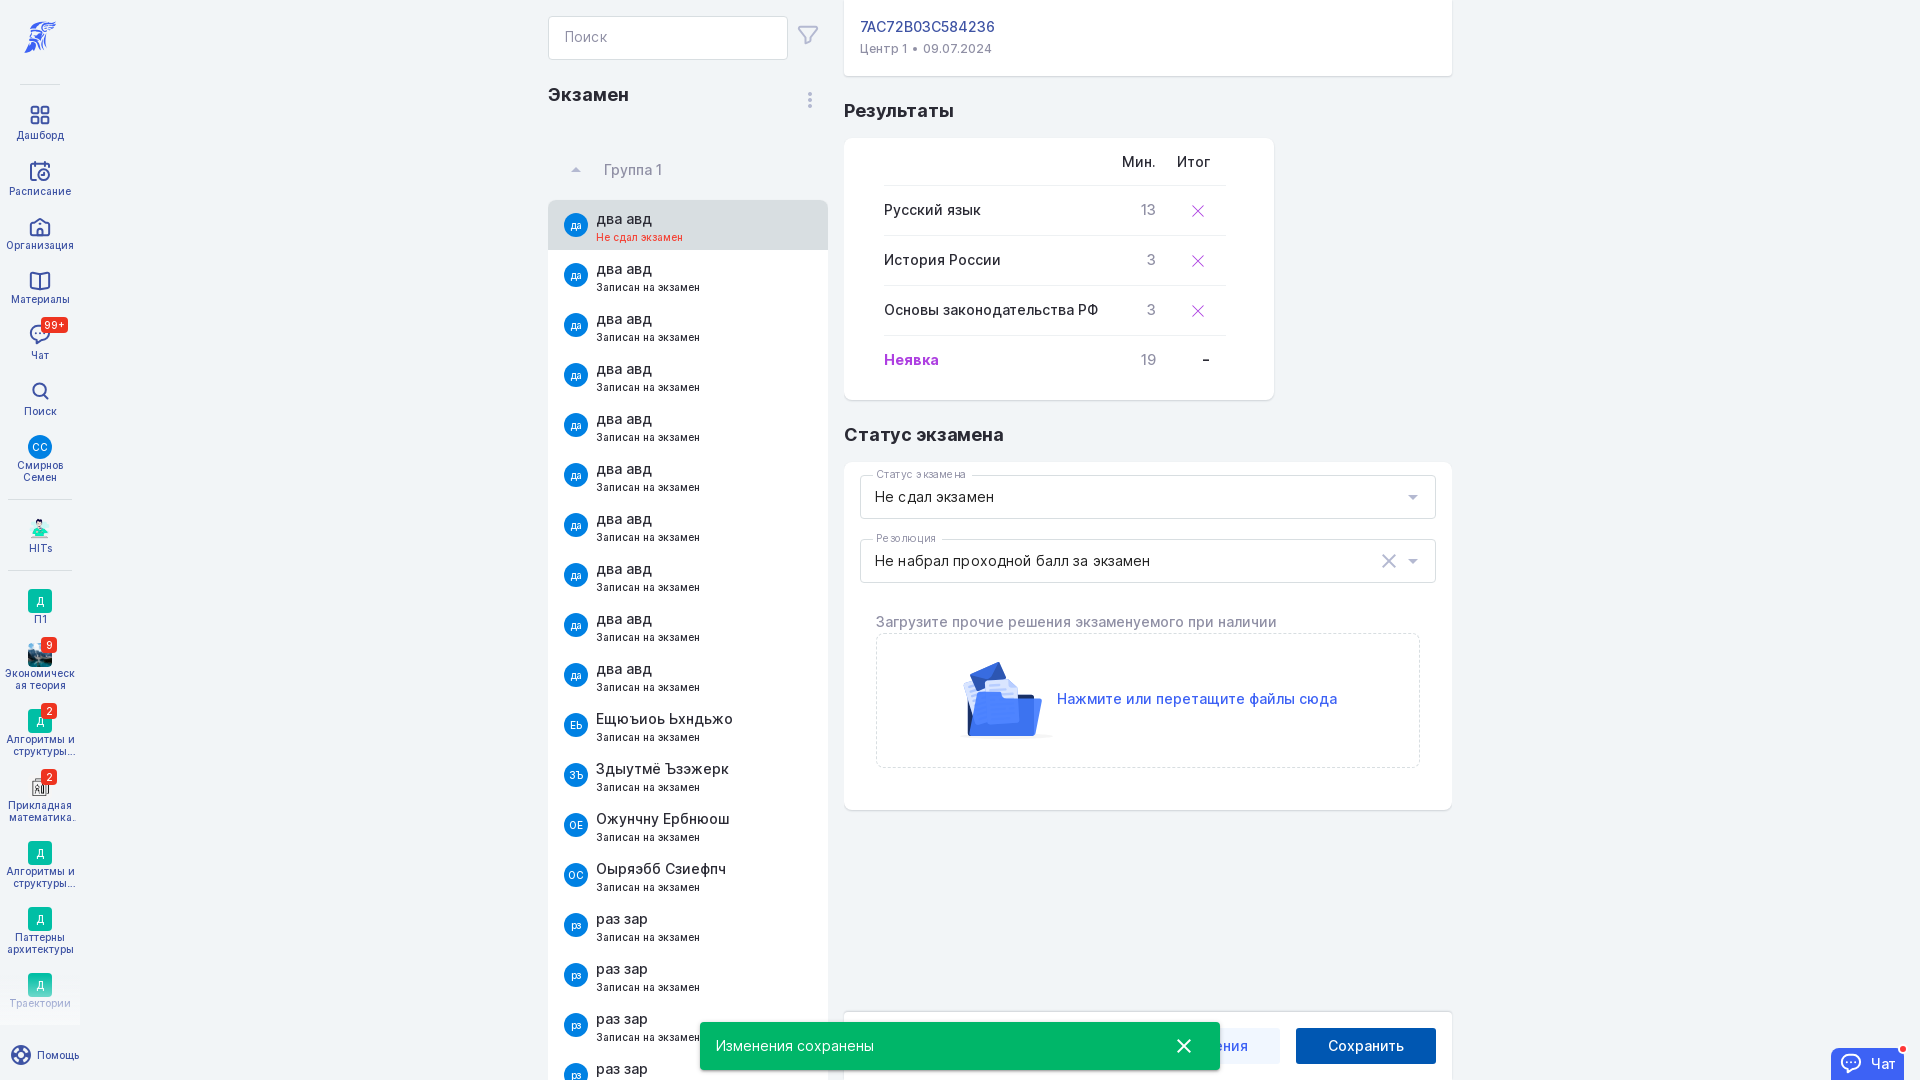 Дашборд
Расписание
Организация
Материалы
99+
Чат
Поиск
СС
Смирнов
Семен
HITs
Д
П1
9
Экономическ
ая теория
Д
2
Алгоритмы и
структуры...
2
Прикладная
математика.
Д
Алгоритмы и
структуры...
Д
Паттерны
архитектуры
Д
Траектории
Помощь
Поиск
Экзамен
Группа 1
да
два авд
Не сдал экзамен
да
два авд
Записан на экзамен
да
два авд
Записан на экзамен
да
два авд
Записан на экзамен
да
два авд
Записан на экзамен
да
два авд
Записан на экзамен
да
два авд
Записан на экзамен
да
два авд
Записан на экзамен
да
два авд
Записан на экзамен
да
два авд
Записан на экзамен
ЕЬ
Ещюъиоь Ьхндьжо
Записан на экзамен
ЗЪ
Здыутмё Ъзэжерк
Записан на экзамен
ОЕ
Ожунчну Ербнюош
Записан на экзамен
ОС
Оыряэбб Сзиефпч
Записан на экзамен
рз
раз зар
Записан на экзамен
рз
раз зар
Записан на экзамен
рз
раз зар
Записан на экзамен
рз
раз зар
7AC72B03C584236
Центр 1 • 09.07.2024
Результаты
Мин. Итог
Русский язык 13
История России 3
Основы законодательства РФ 3
Неявка 19 –
Статус экзамена
Статус экзамена
Не сдал экзамен
Резолюция
Не набрал проходной балл за экзамен
Загрузите прочие решения экзаменуемого при наличии
Нажмите или перетащите файлы сюда
Изменения сохранены
ения
Сохранить
Чат